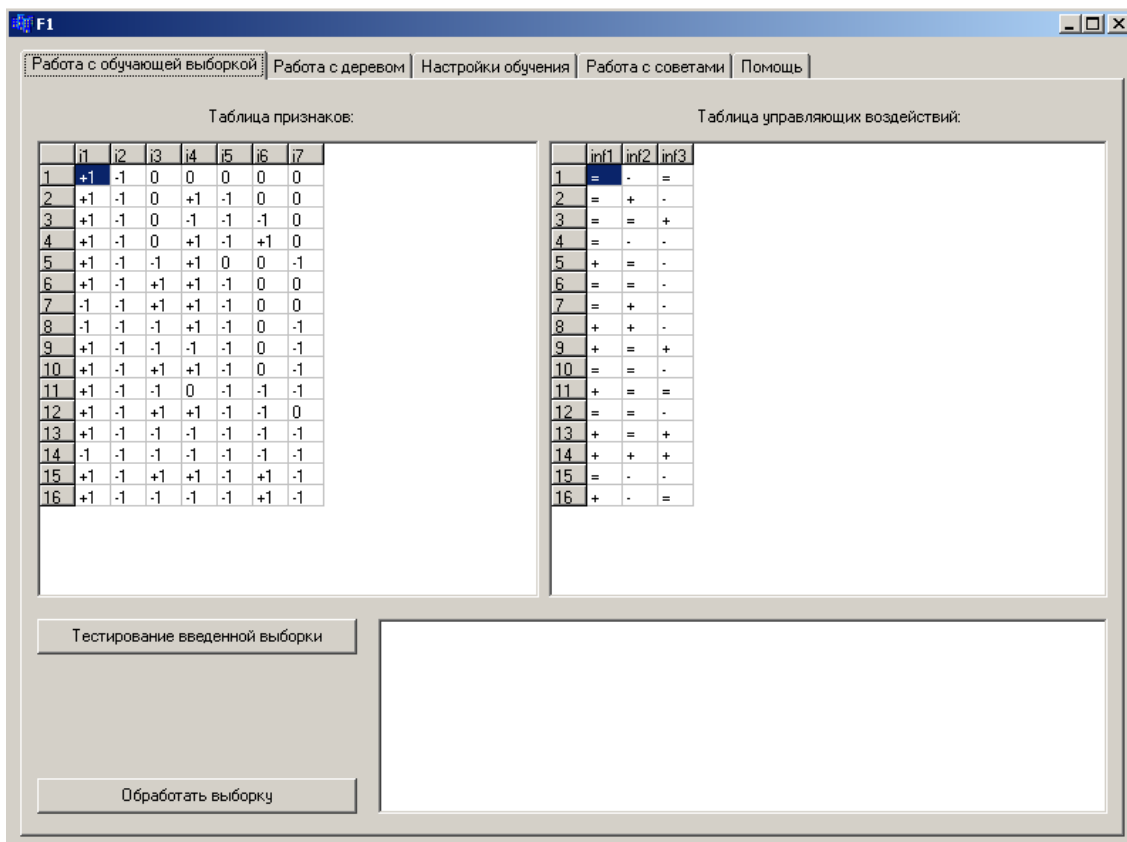 F1
Работа с обучающей выборкой Работа с деревом Настройки обучения Работа с советами Помощь
Таблица признаков:
i1 i2 i3 i4 i5 i6 i7
1 +1 -1 0 0 0 0 0
2 +1 -1 0 +1 -1 0 0
3 +1 -1 0 -1 -1 -1 0
4 +1 -1 0 +1 -1 +1 0
5 +1 -1 -1 +1 0 0 -1
6 +1 -1 +1 +1 -1 0 0
7 -1 -1 +1 +1 -1 0 0
8 -1 -1 -1 +1 -1 0 -1
9 +1 -1 -1 -1 -1 0 -1
10 +1 -1 +1 +1 -1 0 -1
11 +1 -1 -1 0 -1 -1 -1
12 +1 -1 +1 +1 -1 -1 0
13 +1 -1 -1 -1 -1 -1 -1
14 -1 -1 -1 -1 -1 -1 -1
15 +1 -1 +1 +1 -1 +1 -1
16 +1 -1 -1 -1 -1 +1 -1
Таблица управляющих воздействий:
inf1 inf2 inf3
1 = - =
2 = + -
3 = = +
4 = - -
5 + = -
6 = = -
7 = + -
8 + + -
9 + = +
10 = = -
11 + = =
12 = = -
13 + = +
14 + + +
15 = - -
16 + - =
Тестирование введенной выборки
Обработать выборку